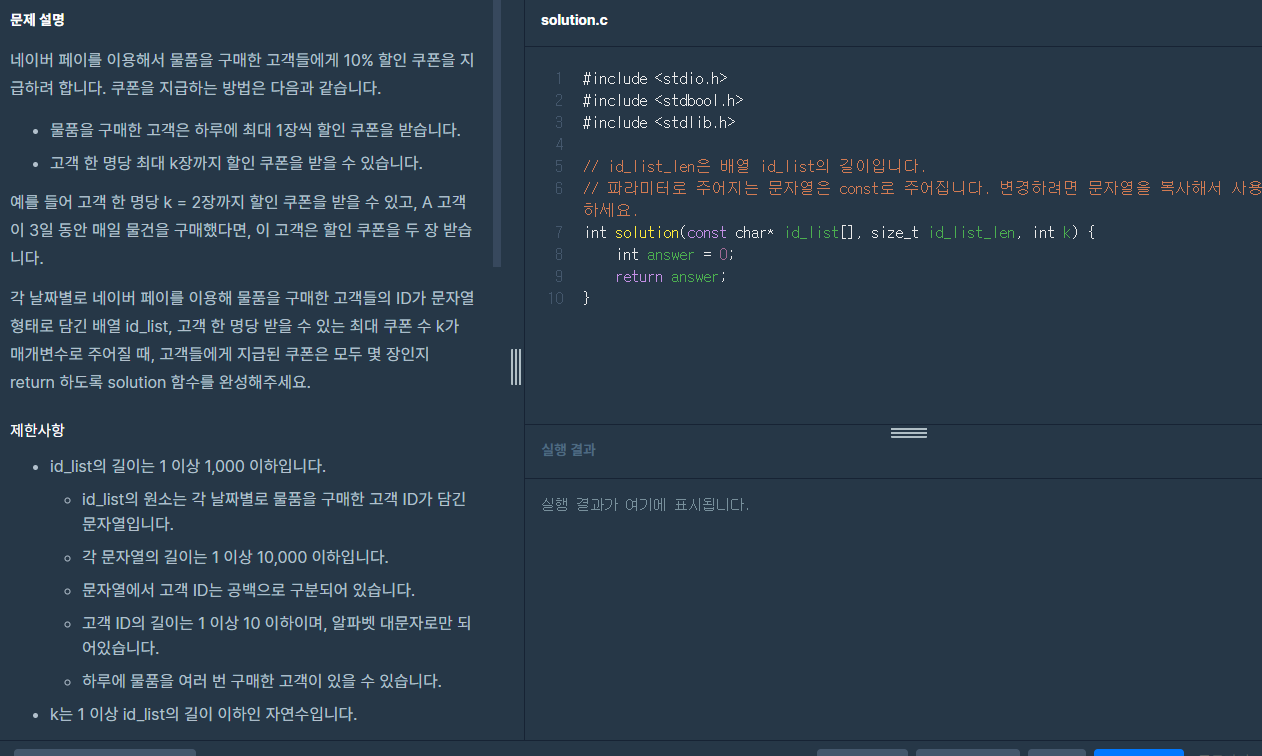 문제 설명
네이버 페이를 이용해서 물품을 구매한 고객들에게 10% 할인 쿠폰을 지
급하려 합니다. 쿠폰을 지급하는 방법은 다음과 같습니다.
• 물품을 구매한 고객은 하루에 최대 1장씩 할인 쿠폰을 받습니다.
• 고객 한 명당 최대 k장까지 할인 쿠폰을 받을 수 있습니다.
예를 들어 고객 한 명당 k = 2장까지 할인 쿠폰을 받을 수 있고, A 고객
이 3일 동안 매일 물건을 구매했다면, 이 고객은 할인 쿠폰을 두 장 받습
니다.
각 날짜별로 네이버 페이를 이용해 물품을 구매한 고객들의 ID가 문자열
형태로 담긴 배열 id_list, 고객 한 명당 받을 수 있는 최대 쿠폰 수 k가
매개변수로 주어질 때, 고객들에게 지급된 쿠폰은 모두 몇 장인지
return 하도록 solution 함수를 완성해주세요.
제한사항
• id_list의 길이는 1 이상 1,000 이하입니다.
◦ id_list의 원소는 각 날짜별로 물품을 구매한 고객 ID가 담긴
문자열입니다.
◦ 각 문자열의 길이는 1 이상 10,000 이하입니다.
◦ 문자열에서 고객 ID는 공백으로 구분되어 있습니다.
◦ 고객 ID의 길이는 1 이상 10 이하이며, 알파벳 대문자로만 되
어있습니다.
◦ 하루에 물품을 여러 번 구매한 고객이 있을 수 있습니다.
• k는 1 이상 id_list의 길이 이하인 자연수입니다.
solution.c
1 #include <stdio.h>
2 #include <stdbool.h>
3 #include <stdlib.h>
4
5 // id_list_len은 배열 id_list의 길이입니다.
6 // 파라미터로 주어지는 문자열은 const로 주어집니다. 변경하려면 문자열을 복사해서 사용
하세요.
7 int solution(const char* id_list[], size_t id_list_len, int k) {
8     int answer = 0;
9     return answer;
10 }
실행 결과
실행 결과가 여기에 표시됩니다.